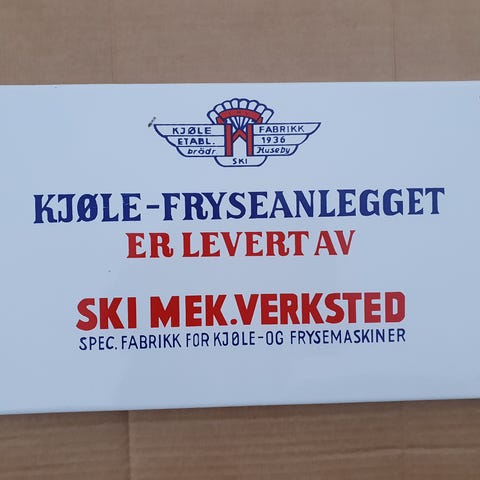 S.M.V.
KJØLE FABRIKK
ETABL. 1936
brødr. Huseby
SKI
KJØLE-FRYSEANLEGGET
ER LEVERT AV
SKI MEK.VERKSTED
SPEC. FABRIKK FOR KJØLE-OG FRYSEMASKINER